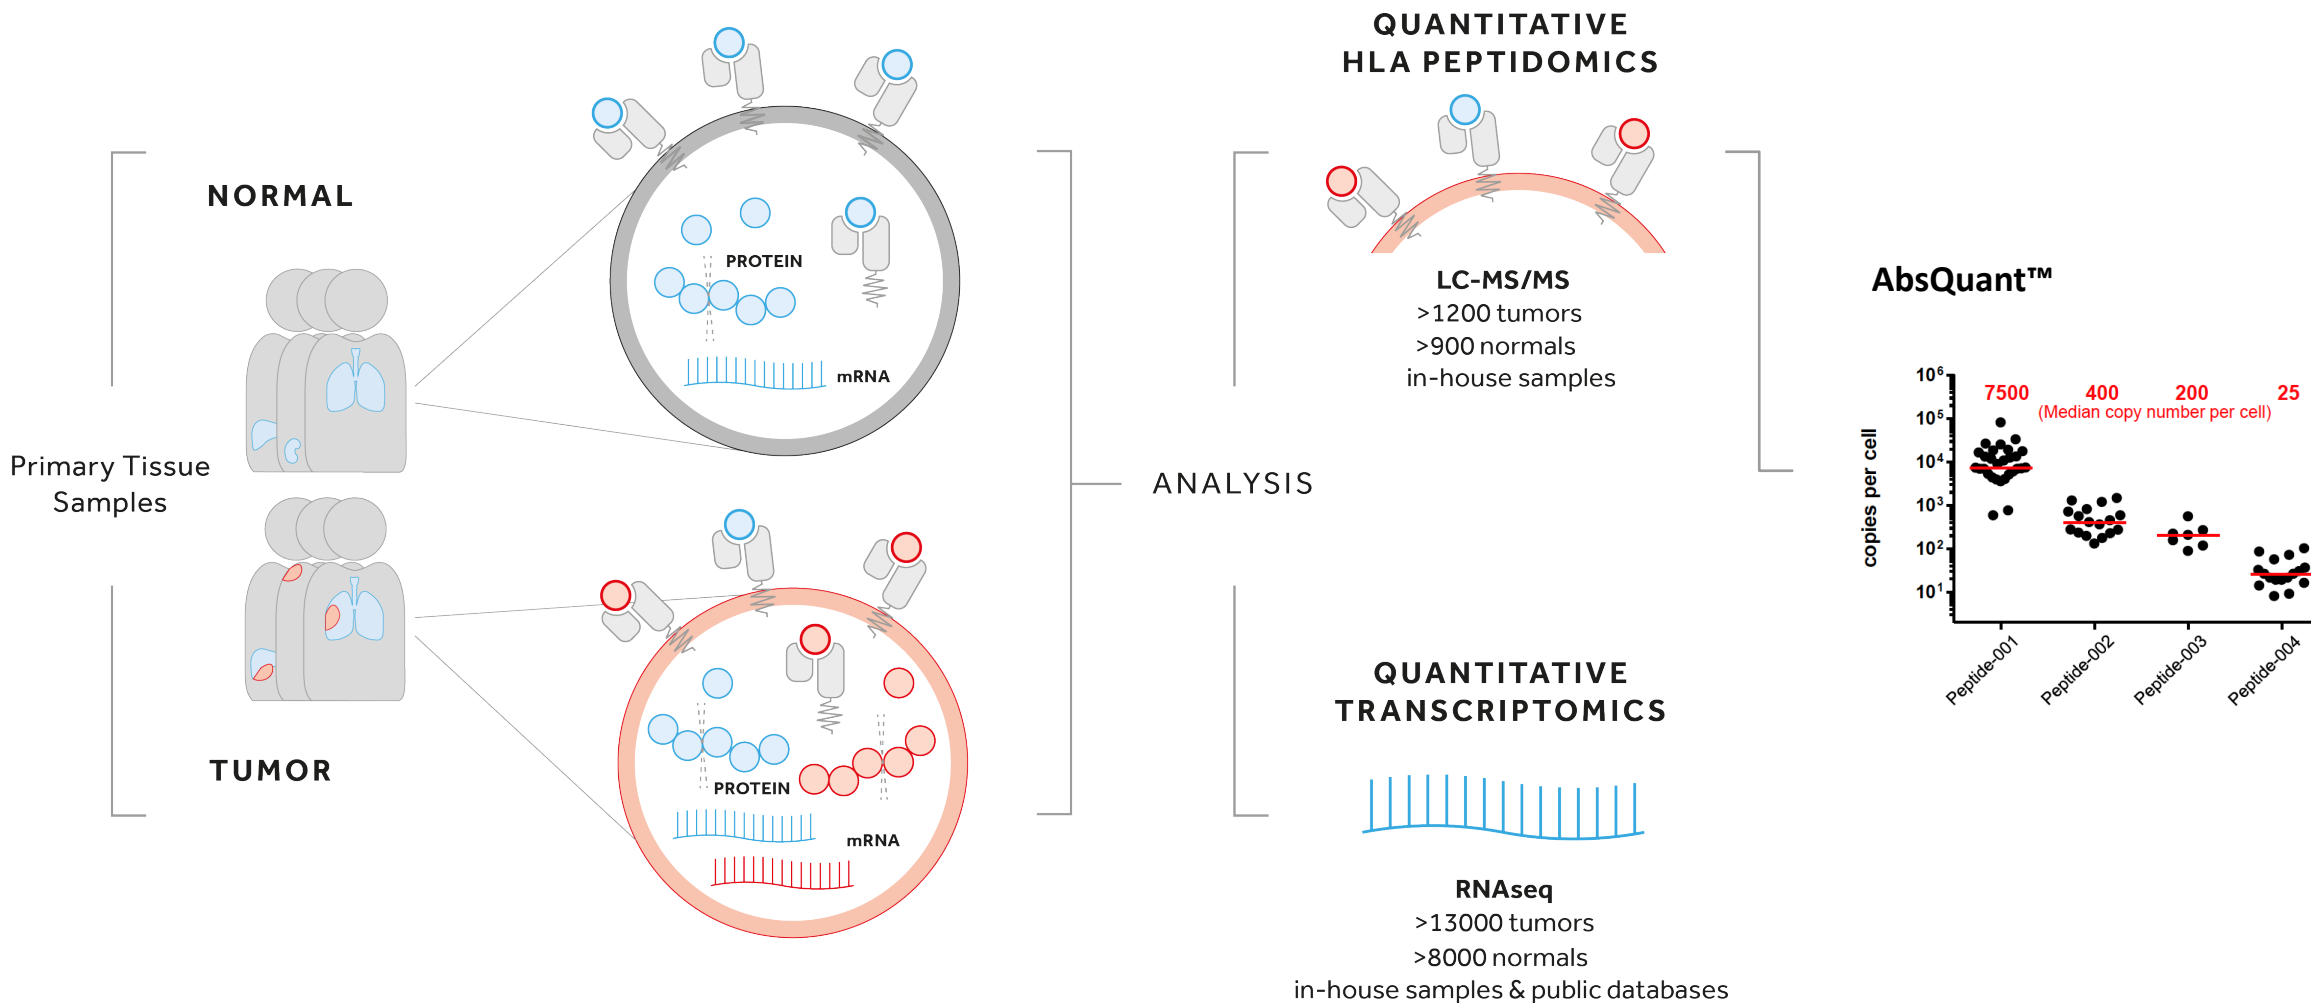 Primary Tissue
Samples
NORMAL
TUMOR
PROTEIN
mRNA
PROTEIN
mRNA
ANALYSIS
QUANTITATIVE
HLA PEPTIDOMICS
LC-MS/MS
>1200 tumors
>900 normals
in-house samples
QUANTITATIVE
TRANSCRIPTOMICS
RNAseq
>13000 tumors
>8000 normals
in-house samples & public databases
AbsQuant™
copies per cell
10⁶
10⁵
10⁴
10³
10²
10¹
7500 400 200 25
(Median copy number per cell)
Peptide-001
Peptide-002
Peptide-003
Peptide-004